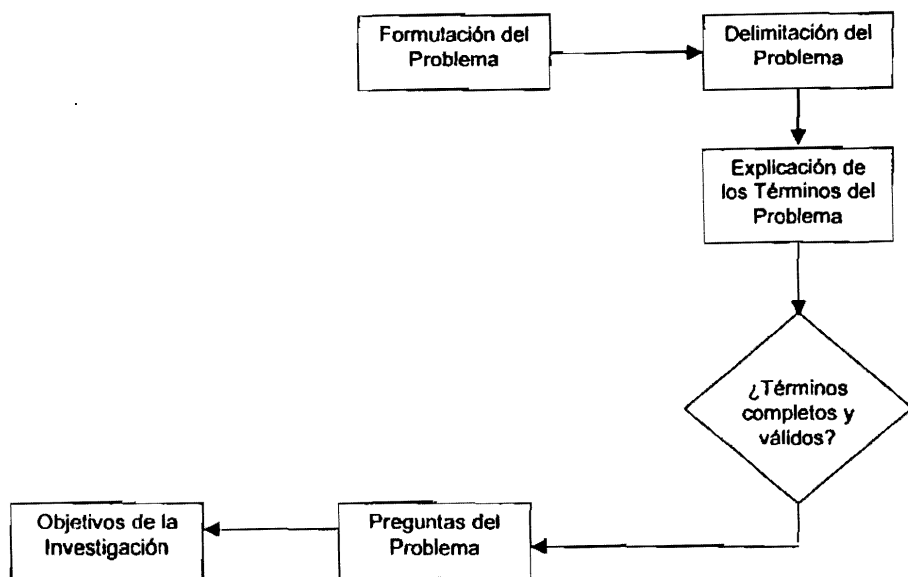 Formutación del
Problema
Delimitación del
Problema
Explicación de
los Términos del
Problema
¿Términos
completos y
válidos?
Preguntas del
Problema
Objetivos de la
Investigación